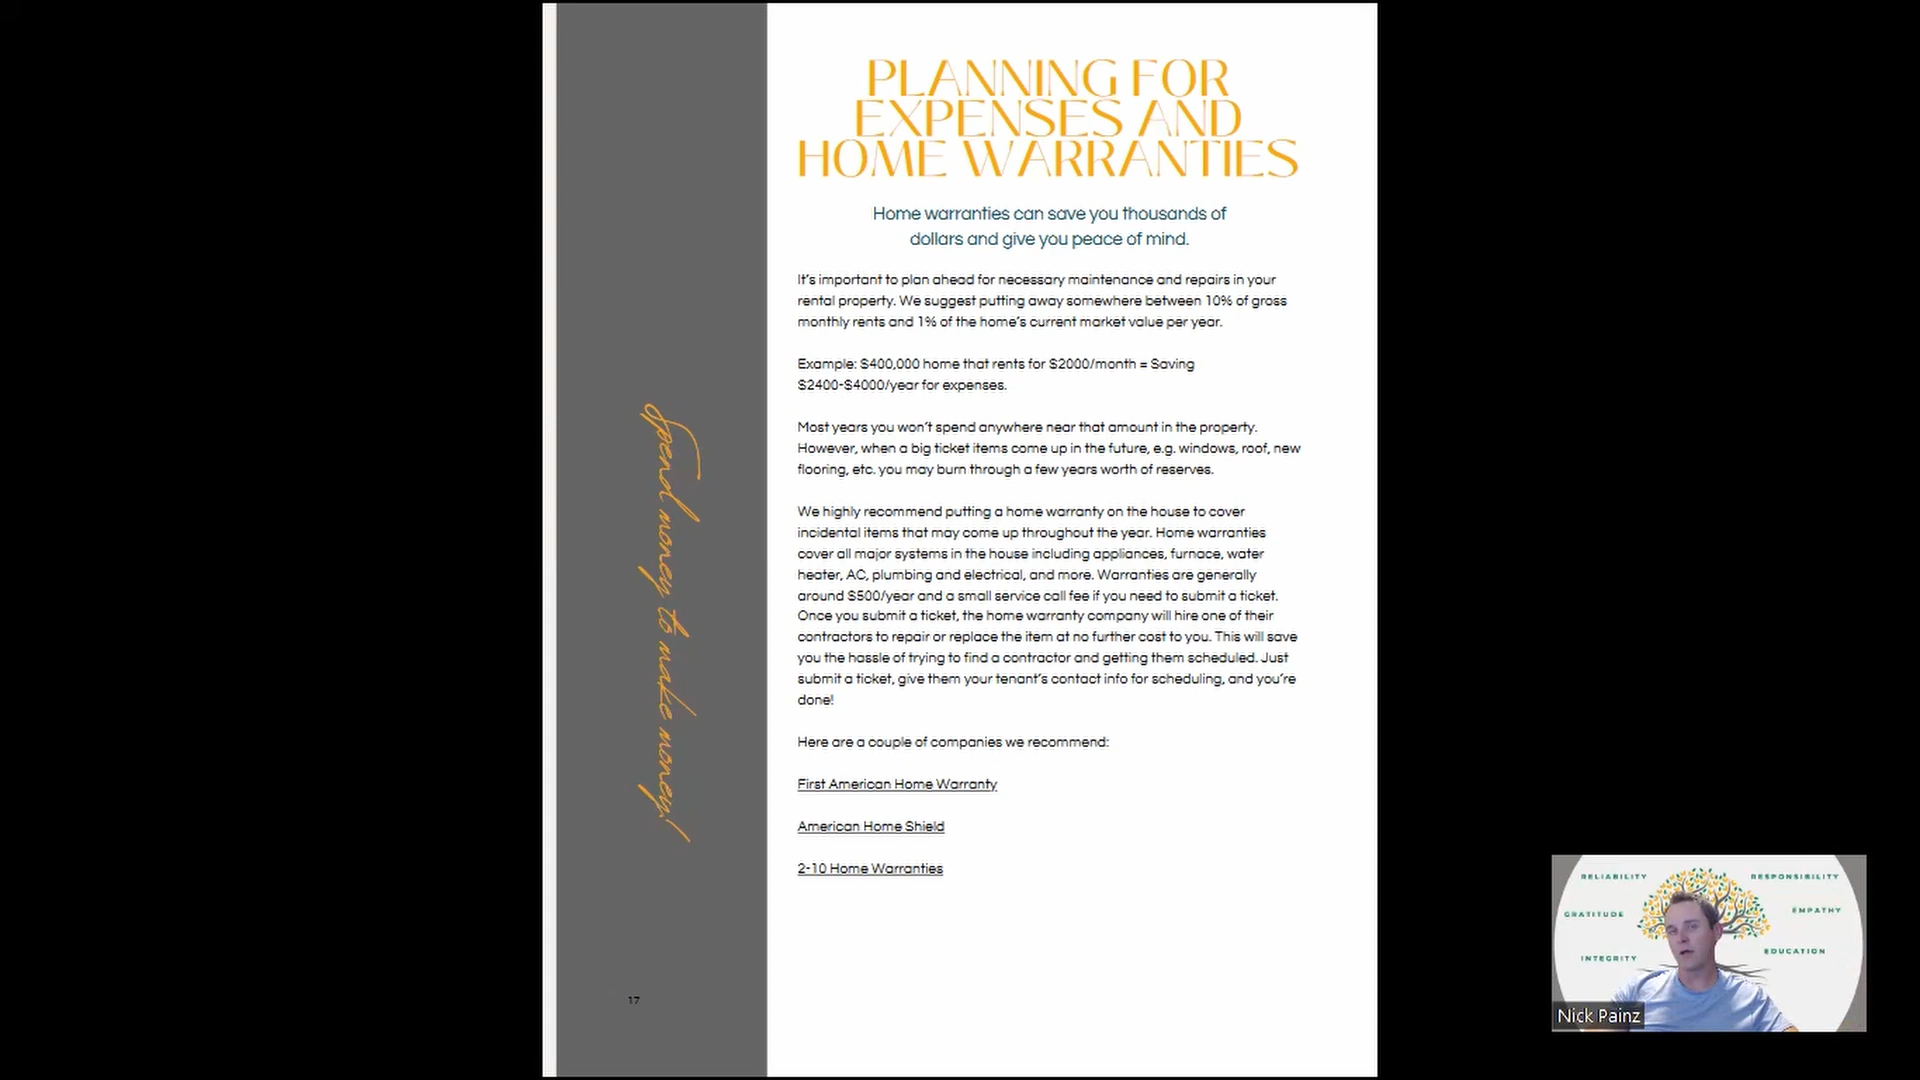 PLANNING FOR
EXPENSES AND
HOME WARRANTIES
Home warranties can save you thousands of
dollars and give you peace of mind.
It's important to plan ahead for necessary maintenance and repairs in your
rental property. We suggest putting away somewhere between 10% of gross
monthly rents and 1% of the home's current market value per year.
Example: $400,000 home that rents for $2000/month = Saving
$2400-$4000/year for expenses.
Most years you won't spend anywhere near that amount in the property.
However, when a big ticket items come up in the future, e.g. windows, roof, new
flooring, etc. you may burn through a few years worth of reserves.
We highly recommend putting a home warranty on the house to cover
incidental items that may come up throughout the year. Home warranties
cover all major systems in the house including appliances, furnace, water
heater, AC, plumbing and electrical, and more. Warranties are generally
around $500/year and a small service call fee if you need to submit a ticket.
Once you submit a ticket, the home warranty company will hire one of their
contractors to repair or replace the item at no further cost to you. This will save
you the hassle of trying to find a contractor and getting them scheduled. Just
submit a ticket, give them your tenant's contact info for scheduling, and you're
done!
Here are a couple of companies we recommend:
First American Home Warranty
American Home Shield
2-10 Home Warranties
Spend money to make money!
17
RELIABILITY
RESPONSIBILITY
GRATITUDE
EMPATHY
INTEGRITY
EDUCATION
Nick Painz